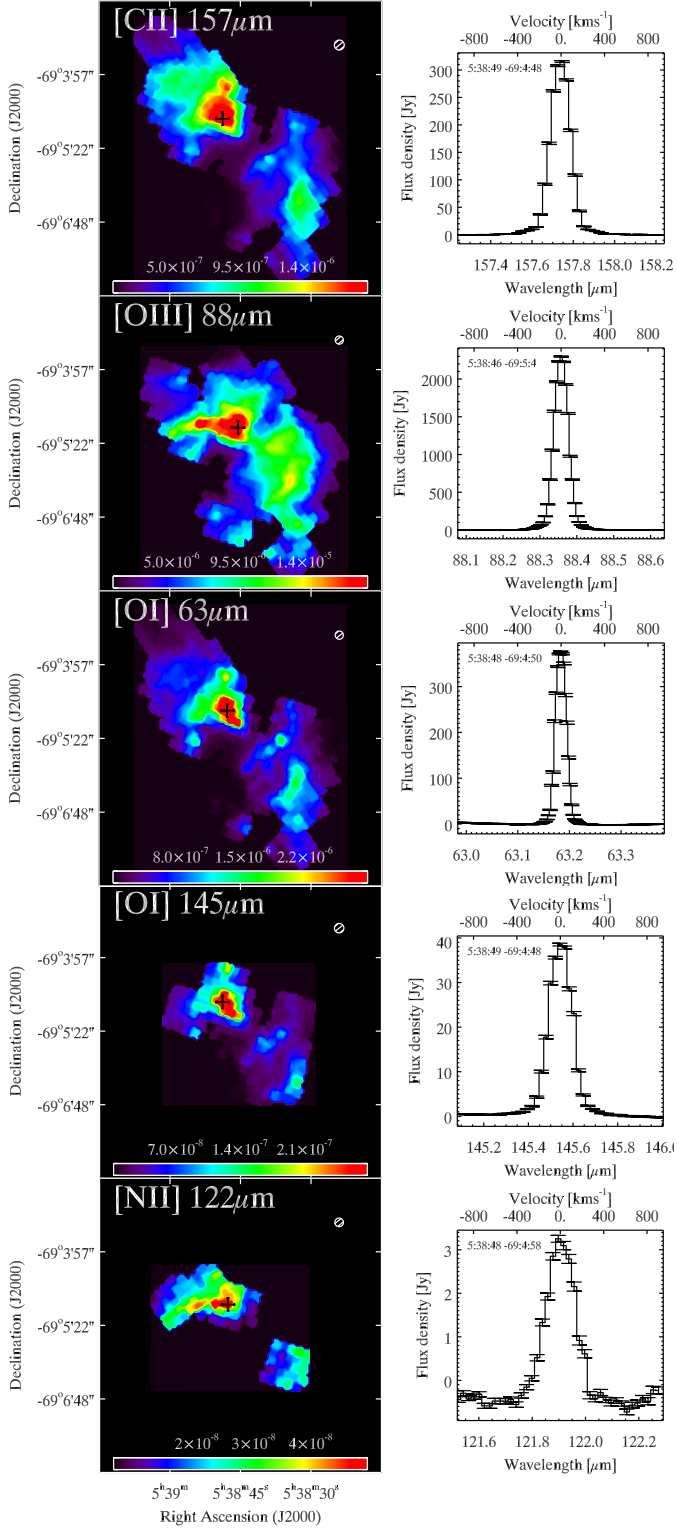 [CII] 157μm
Declination (J2000)
-69°3'57"
-69°5'22"
-69°6'48"
5.0×10⁻⁷ 9.5×10⁻⁷ 1.4×10⁻⁶
Velocity [kms⁻¹]
-800 -400 0 400 800
5:38:49 -69:4:48
Flux density [Jy]
300
250
200
150
100
50
0
157.4 157.6 157.8 158.0 158.2
Wavelength [μm]
[OIII] 88μm
Declination (J2000)
-69°3'57"
-69°5'22"
-69°6'48"
5.0×10⁻⁶ 9.5×10⁻⁶ 1.4×10⁻⁵
Velocity [kms⁻¹]
-800 -400 0 400 800
5:38:46 -69:5:4
Flux density [Jy]
2000
1500
1000
500
0
88.1 88.2 88.3 88.4 88.5 88.6
Wavelength [μm]
[OI] 63μm
Declination (J2000)
-69°3'57"
-69°5'22"
-69°6'48"
8.0×10⁻⁷ 1.5×10⁻⁶ 2.2×10⁻⁶
Velocity [kms⁻¹]
-800 -400 0 400 800
5:38:48 -69:4:50
Flux density [Jy]
300
200
100
0
63.0 63.1 63.2 63.3
Wavelength [μm]
[OI] 145μm
Declination (J2000)
-69°3'57"
-69°5'22"
-69°6'48"
7.0×10⁻⁸ 1.4×10⁻⁷ 2.1×10⁻⁷
Velocity [kms⁻¹]
-800 -400 0 400 800
5:38:49 -69:4:48
Flux density [Jy]
40
30
20
10
0
145.2 145.4 145.6 145.8 146.0
Wavelength [μm]
[NII] 122μm
Declination (J2000)
-69°3'57"
-69°5'22"
-69°6'48"
2×10⁻⁸ 3×10⁻⁸ 4×10⁻⁸
5ʰ39ᵐ 5ʰ38ᵐ45ˢ 5ʰ38ᵐ30ˢ
Right Ascension (J2000)
Velocity [kms⁻¹]
-800 -400 0 400 800
5:38:48 -69:4:58
Flux density [Jy]
3
2
1
0
121.6 121.8 122.0 122.2
Wavelength [μm]